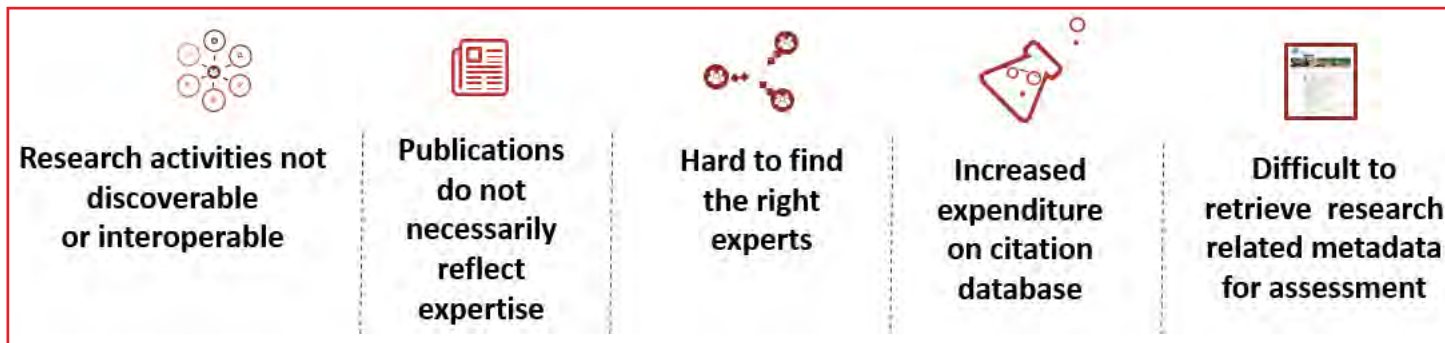 Research activities not
discoverable
or interoperable
Publications
do not
necessarily
reflect
expertise
Hard to find
the right
experts
Increased
expenditure
on citation
database
Difficult to
retrieve research
related metadata
for assessment